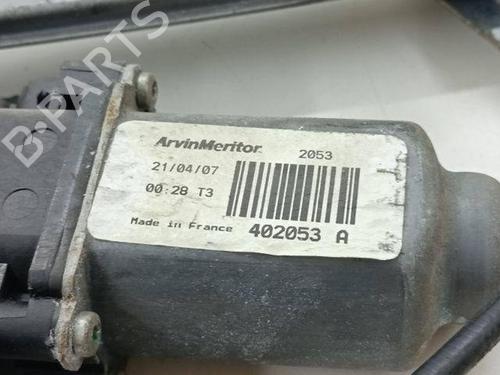 B-PARTS
ArvinMeritor 2053
21/04/07
00:28 T3
Made in France 402053 A